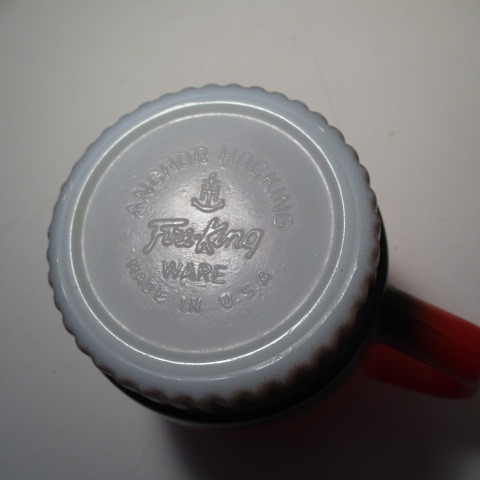 ANCHOR HOCKING
H
Fire-King
WARE
MADE IN U.S.A.